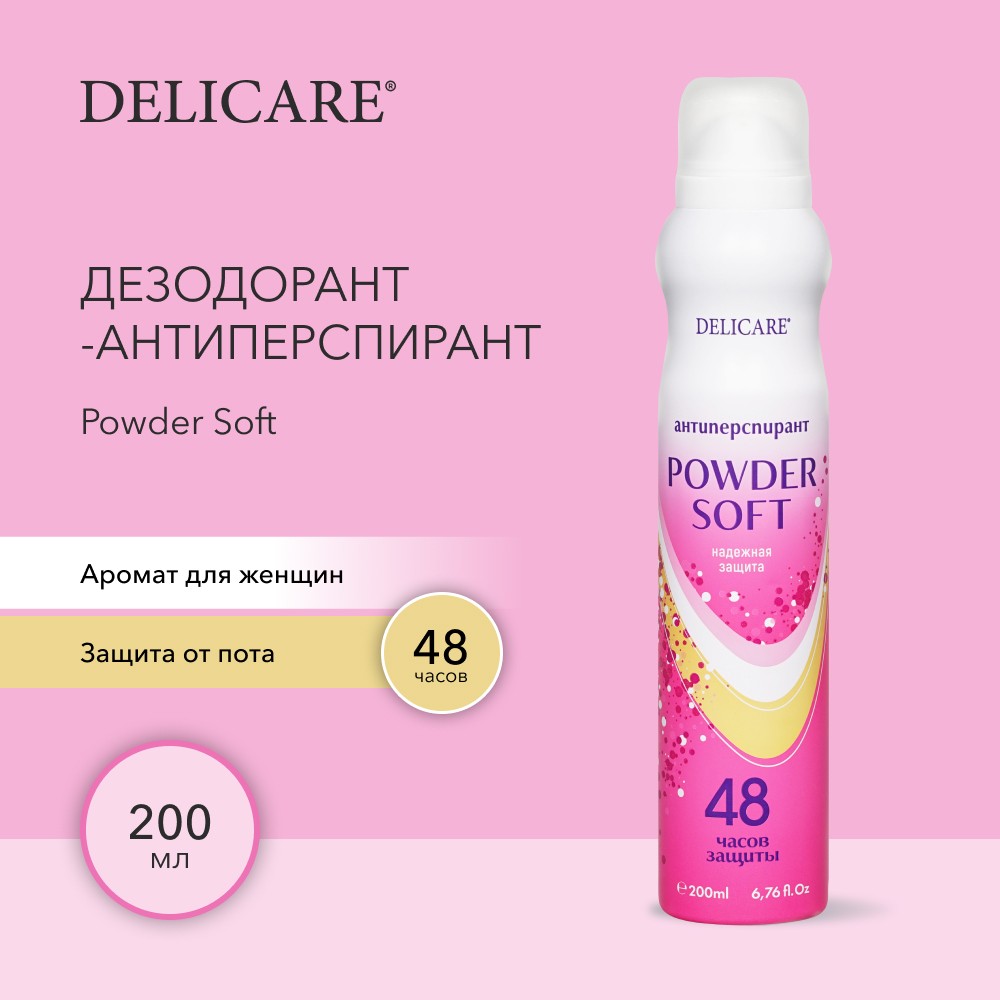 DELICARE®
ДЕЗОДОРАНТ
-АНТИПЕРСПИРАНТ
Powder Soft
Аромат для женщин
Защита от пота
48
часов
200
мл
DELICARE®
антиперспирант
POWDER
SOFT
надежная
защита
48
часов
защиты
℮200ml 6,76 fl.Oz